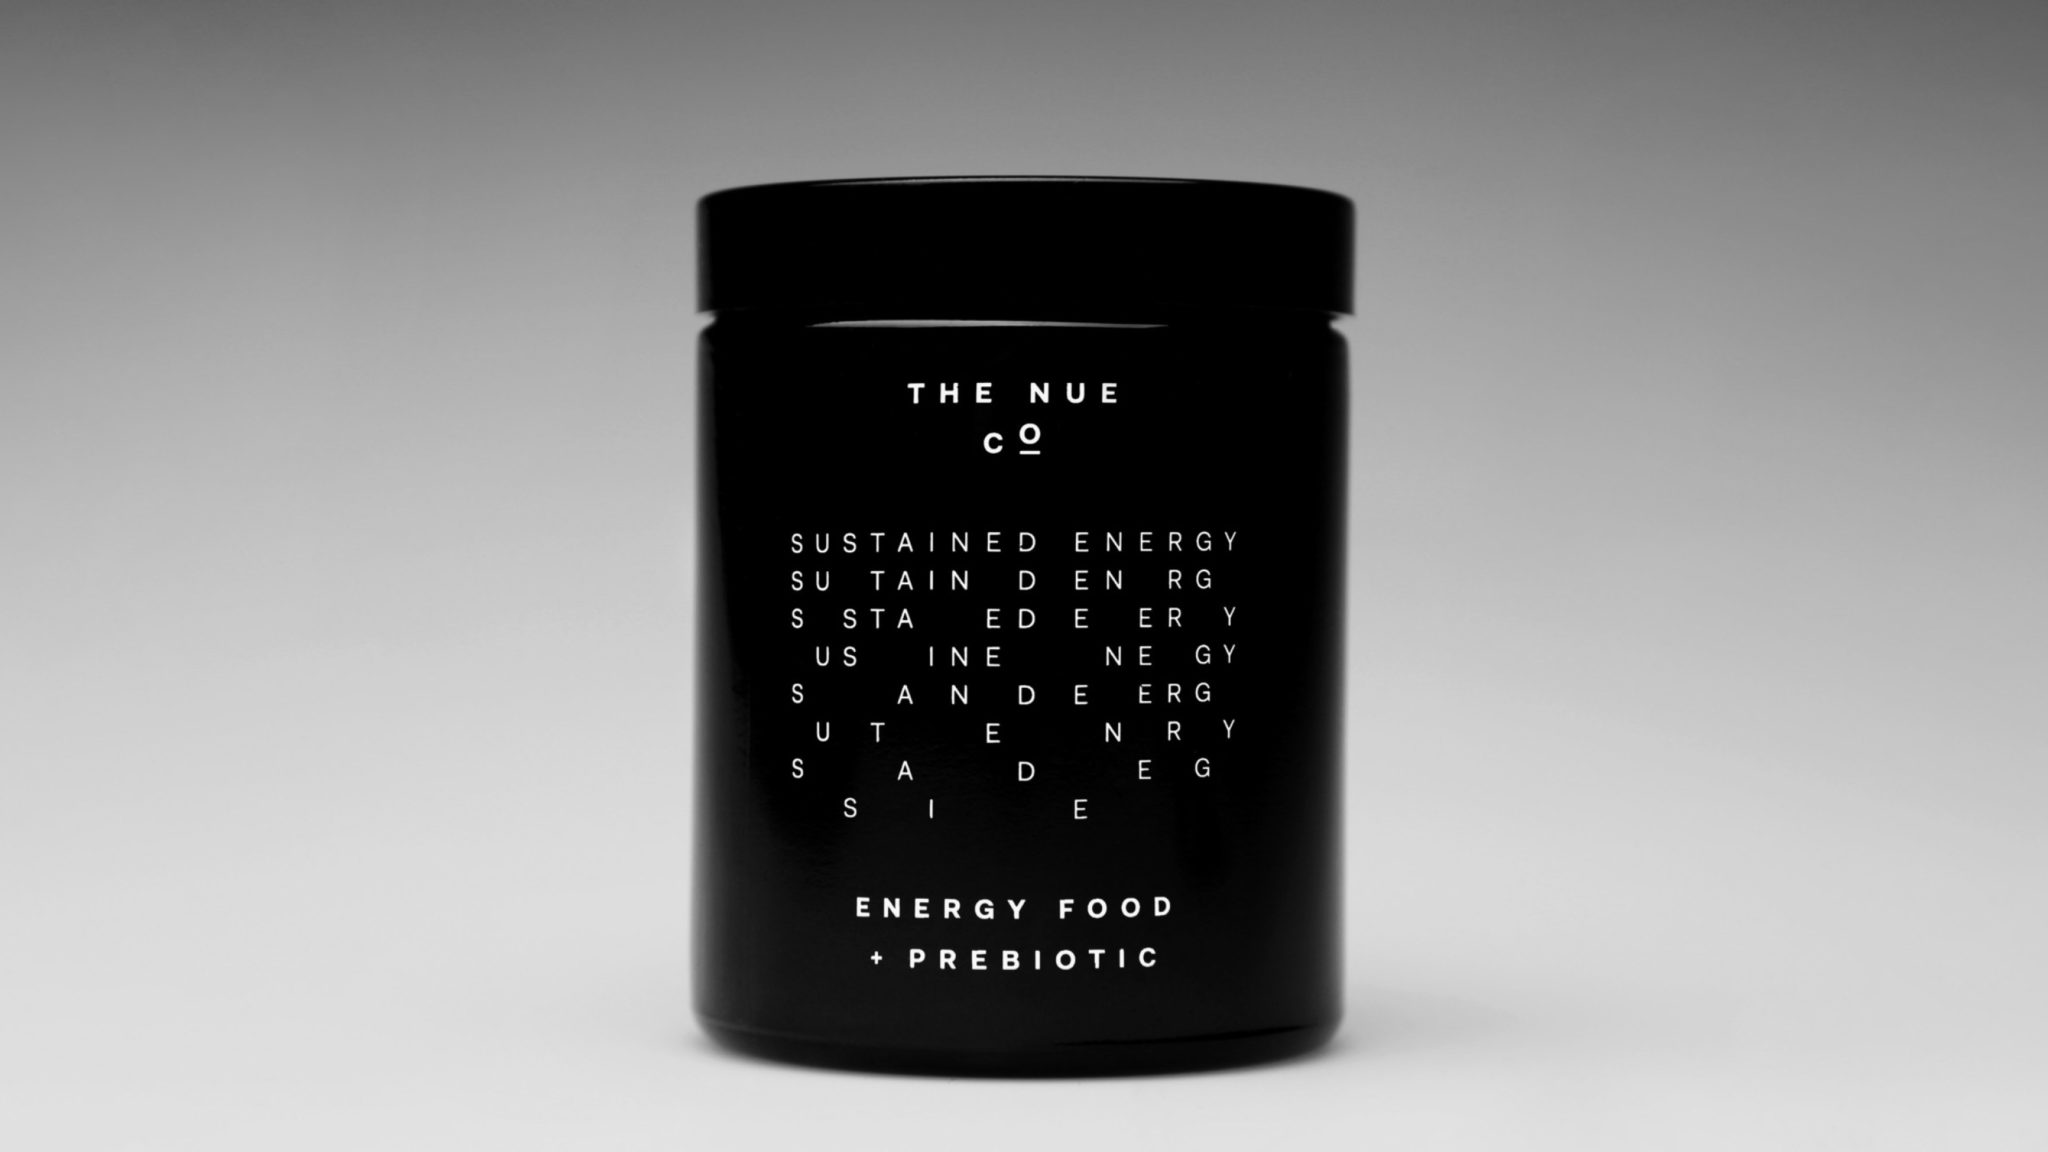 THE NUE
CO
SUSTAINED ENERGY
SU TAIN D EN RG
S STA ED E ER Y
US INE NE GY
S A N D E ERG
U T E N R Y
S A D E G
S I E
ENERGY FOOD
+ PREBIOTIC